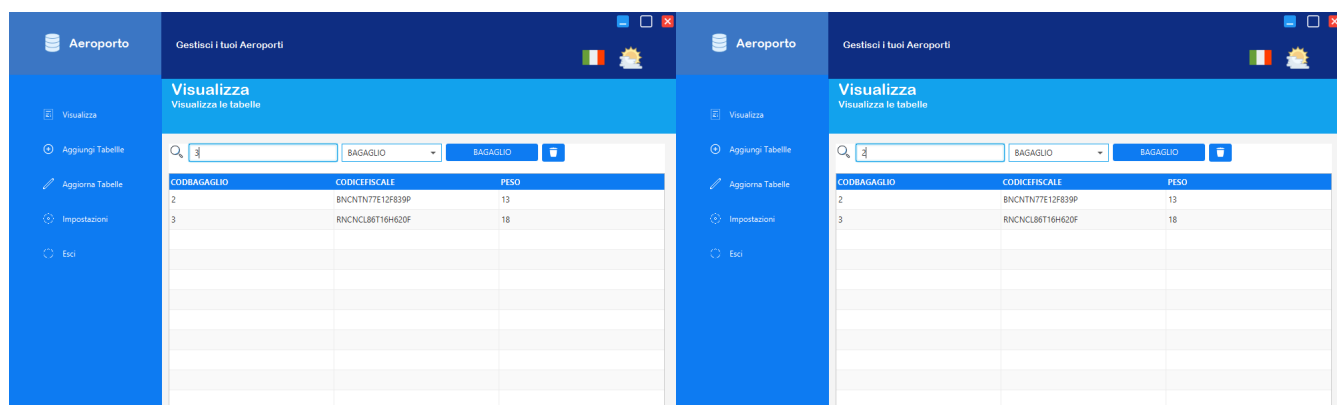 Aeroporto
Gestisci i tuoi Aeroporti
Visualizza
Visualizza le tabelle
Visualizza
Aggiungi Tabellle
Aggiorna Tabelle
Impostazioni
Esci
3 BAGAGLIO BAGAGLIO
CODBAGAGLIO CODICEFISCALE PESO
2 BNCNTN77E12F839P 13
3 RNCNCL86T16H620F 18
Aeroporto
Gestisci i tuoi Aeroporti
Visualizza
Visualizza le tabelle
Visualizza
Aggiungi Tabellle
Aggiorna Tabelle
Impostazioni
Esci
2 BAGAGLIO BAGAGLIO
CODBAGAGLIO CODICEFISCALE PESO
2 BNCNTN77E12F839P 13
3 RNCNCL86T16H620F 18